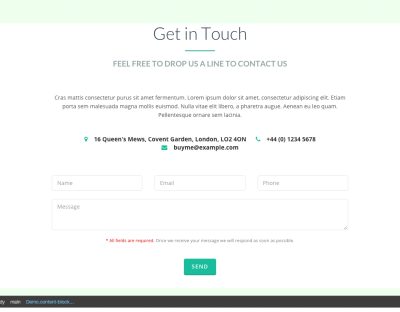 Get in Touch
FEEL FREE TO DROP US A LINE TO CONTACT US
Cras mattis consectetur purus sit amet fermentum. Lorem ipsum dolor sit amet, consectetur adipiscing elit. Etiam
porta sem malesuada magna mollis euismod. Nulla vitae elit libero, a pharetra augue. Aenean eu leo quam.
Pellentesque ornare sem lacinia.
16 Queen's Mews, Covent Garden, London, LO2 4ON +44 (0) 1234 5678
buyme@example.com
Name Email Phone
Message
* All fields are required. Once we receive your message we will respond as soon as possible
SEND
dy main Demo.content-block....